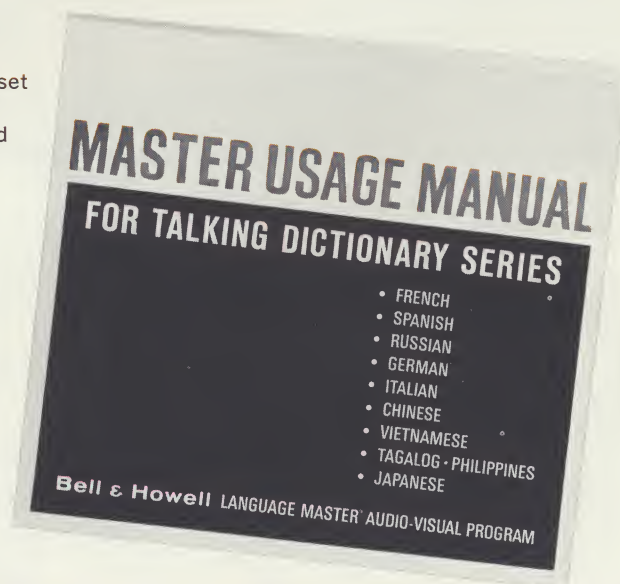 set
d
MASTER USAGE MANUAL
FOR TALKING DICTIONARY SERIES
• FRENCH
• SPANISH
• RUSSIAN
• GERMAN
• ITALIAN
• CHINESE
• VIETNAMESE
• TAGALOG • PHILIPPINES
• JAPANESE
Bell & Howell LANGUAGE MASTER® AUDIO-VISUAL PROGRAM